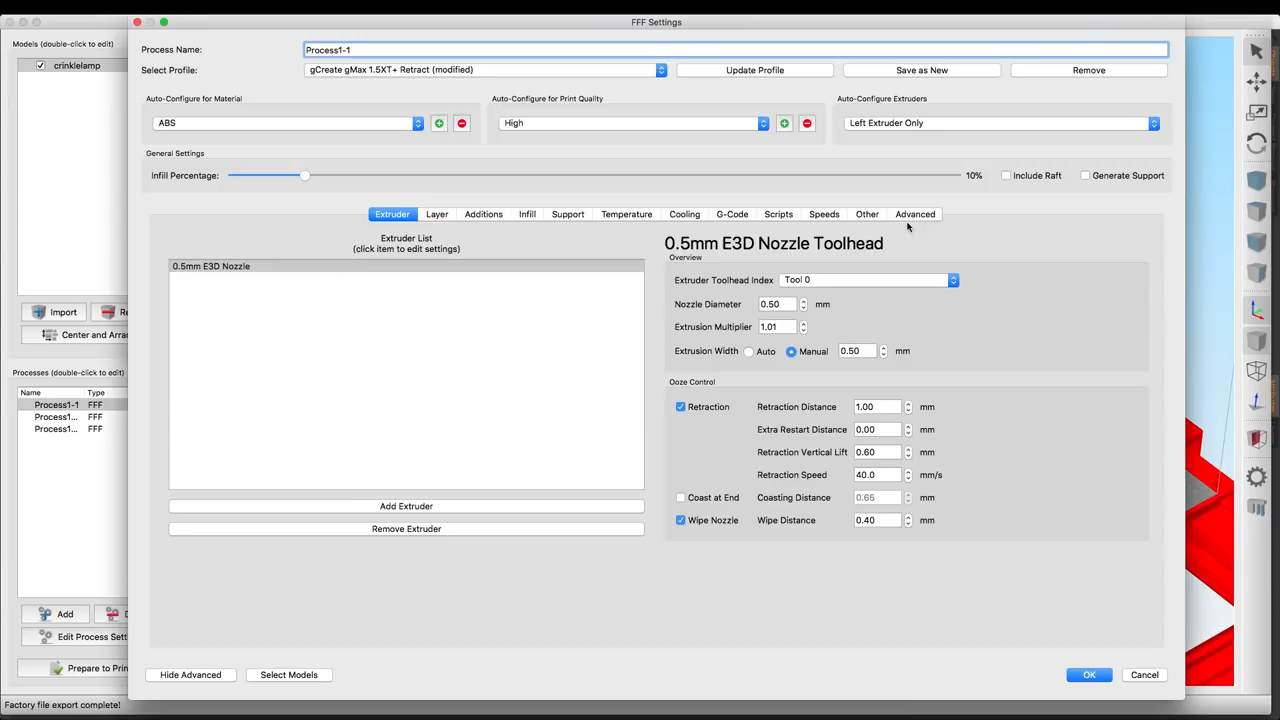 FFF Settings
Models (double-click to edit)
crinklelamp
Process Name:
Process1-1
Select Profile:
gCreate gMax 1.5XT+ Retract (modified)
Update Profile
Save as New
Remove
Auto-Configure for Material
Auto-Configure for Print Quality
Auto-Configure Extruders
ABS
High
Left Extruder Only
General Settings
Infill Percentage:
10%
Include Raft
Generate Support
Extruder
Layer
Additions
Infill
Support
Temperature
Cooling
G-Code
Scripts
Speeds
Other
Advanced
Extruder List
(click item to edit settings)
0.5mm E3D Nozzle
Add Extruder
Remove Extruder
0.5mm E3D Nozzle Toolhead
Overview
Extruder Toolhead Index
Tool 0
Nozzle Diameter
0.50
mm
Extrusion Multiplier
1.01
Extrusion Width
Auto
Manual
0.50
mm
Ooze Control
Retraction
Retraction Distance
1.00
mm
Extra Restart Distance
0.00
mm
Retraction Vertical Lift
0.60
mm
Retraction Speed
40.0
mm/s
Coast at End
Coasting Distance
0.65
mm
Wipe Nozzle
Wipe Distance
0.40
mm
Import
Re
Center and Arra
Processes (double-click to edit)
Name
Type
Process1-1
FFF
Process1...
FFF
Process1...
FFF
Add
Edit Process Sett
Prepare to Prin
Hide Advanced
Select Models
OK
Cancel
Factory file export complete!